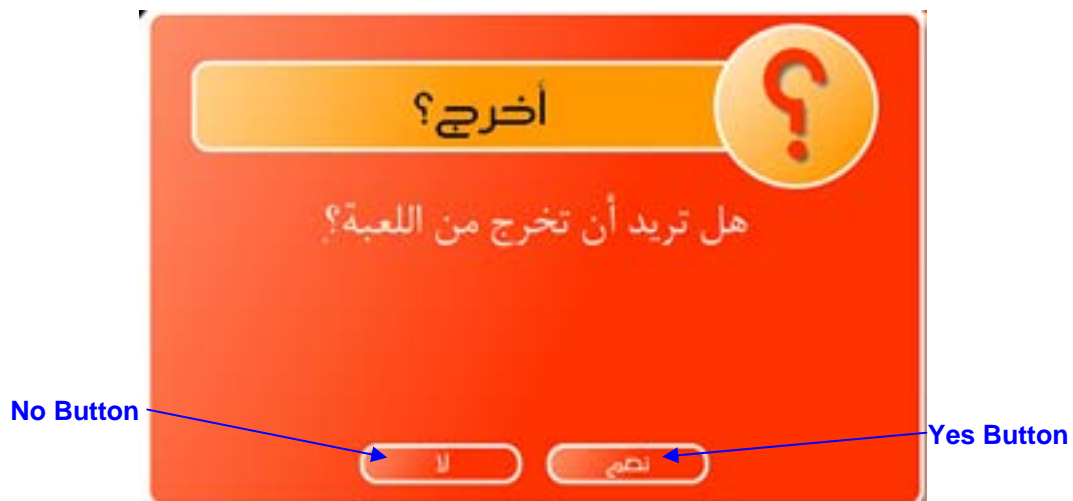 أخرج؟
؟
هل تريد أن تخرج من اللعبة؟
No Button
Yes Button
نعم
لا